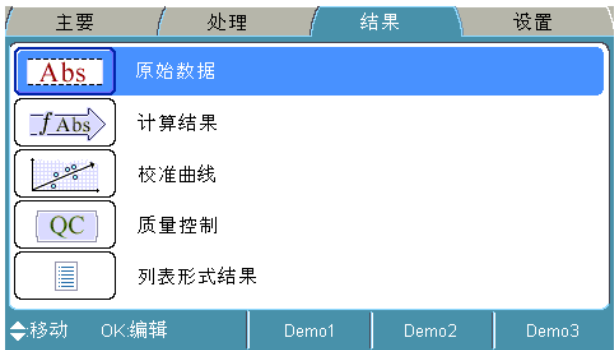 主要 处理 结果 设置
Abs 原始数据
f Abs 计算结果
校准曲线
QC 质量控制
列表形式结果
移动 OK:编辑 Demo1 Demo2 Demo3